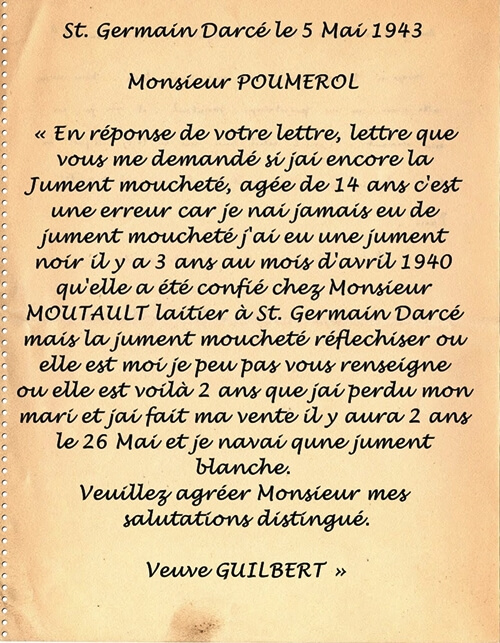 St. Germain Darcé le 5 Mai 1943
Monsieur POUMEROL
« En réponse de votre lettre, lettre que
vous me demandé si jai encore la
Jument moucheté, agée de 14 ans c'est
une erreur car je nai jamais eu de
jument moucheté j'ai eu une jument
noir il y a 3 ans au mois d'avril 1940
qu'elle a été confié chez Monsieur
MOUTAULT laitier à St. Germain Darcé
mais la jument moucheté réflechiser ou
elle est moi je peu pas vous renseigne
ou elle est voilà 2 ans que jai perdu mon
mari et jai fait ma vente il y aura 2 ans
le 26 Mai et je navai qune jument
blanche.
Veuillez agréer Monsieur mes
salutations distingué.
Veuve GUILBERT »